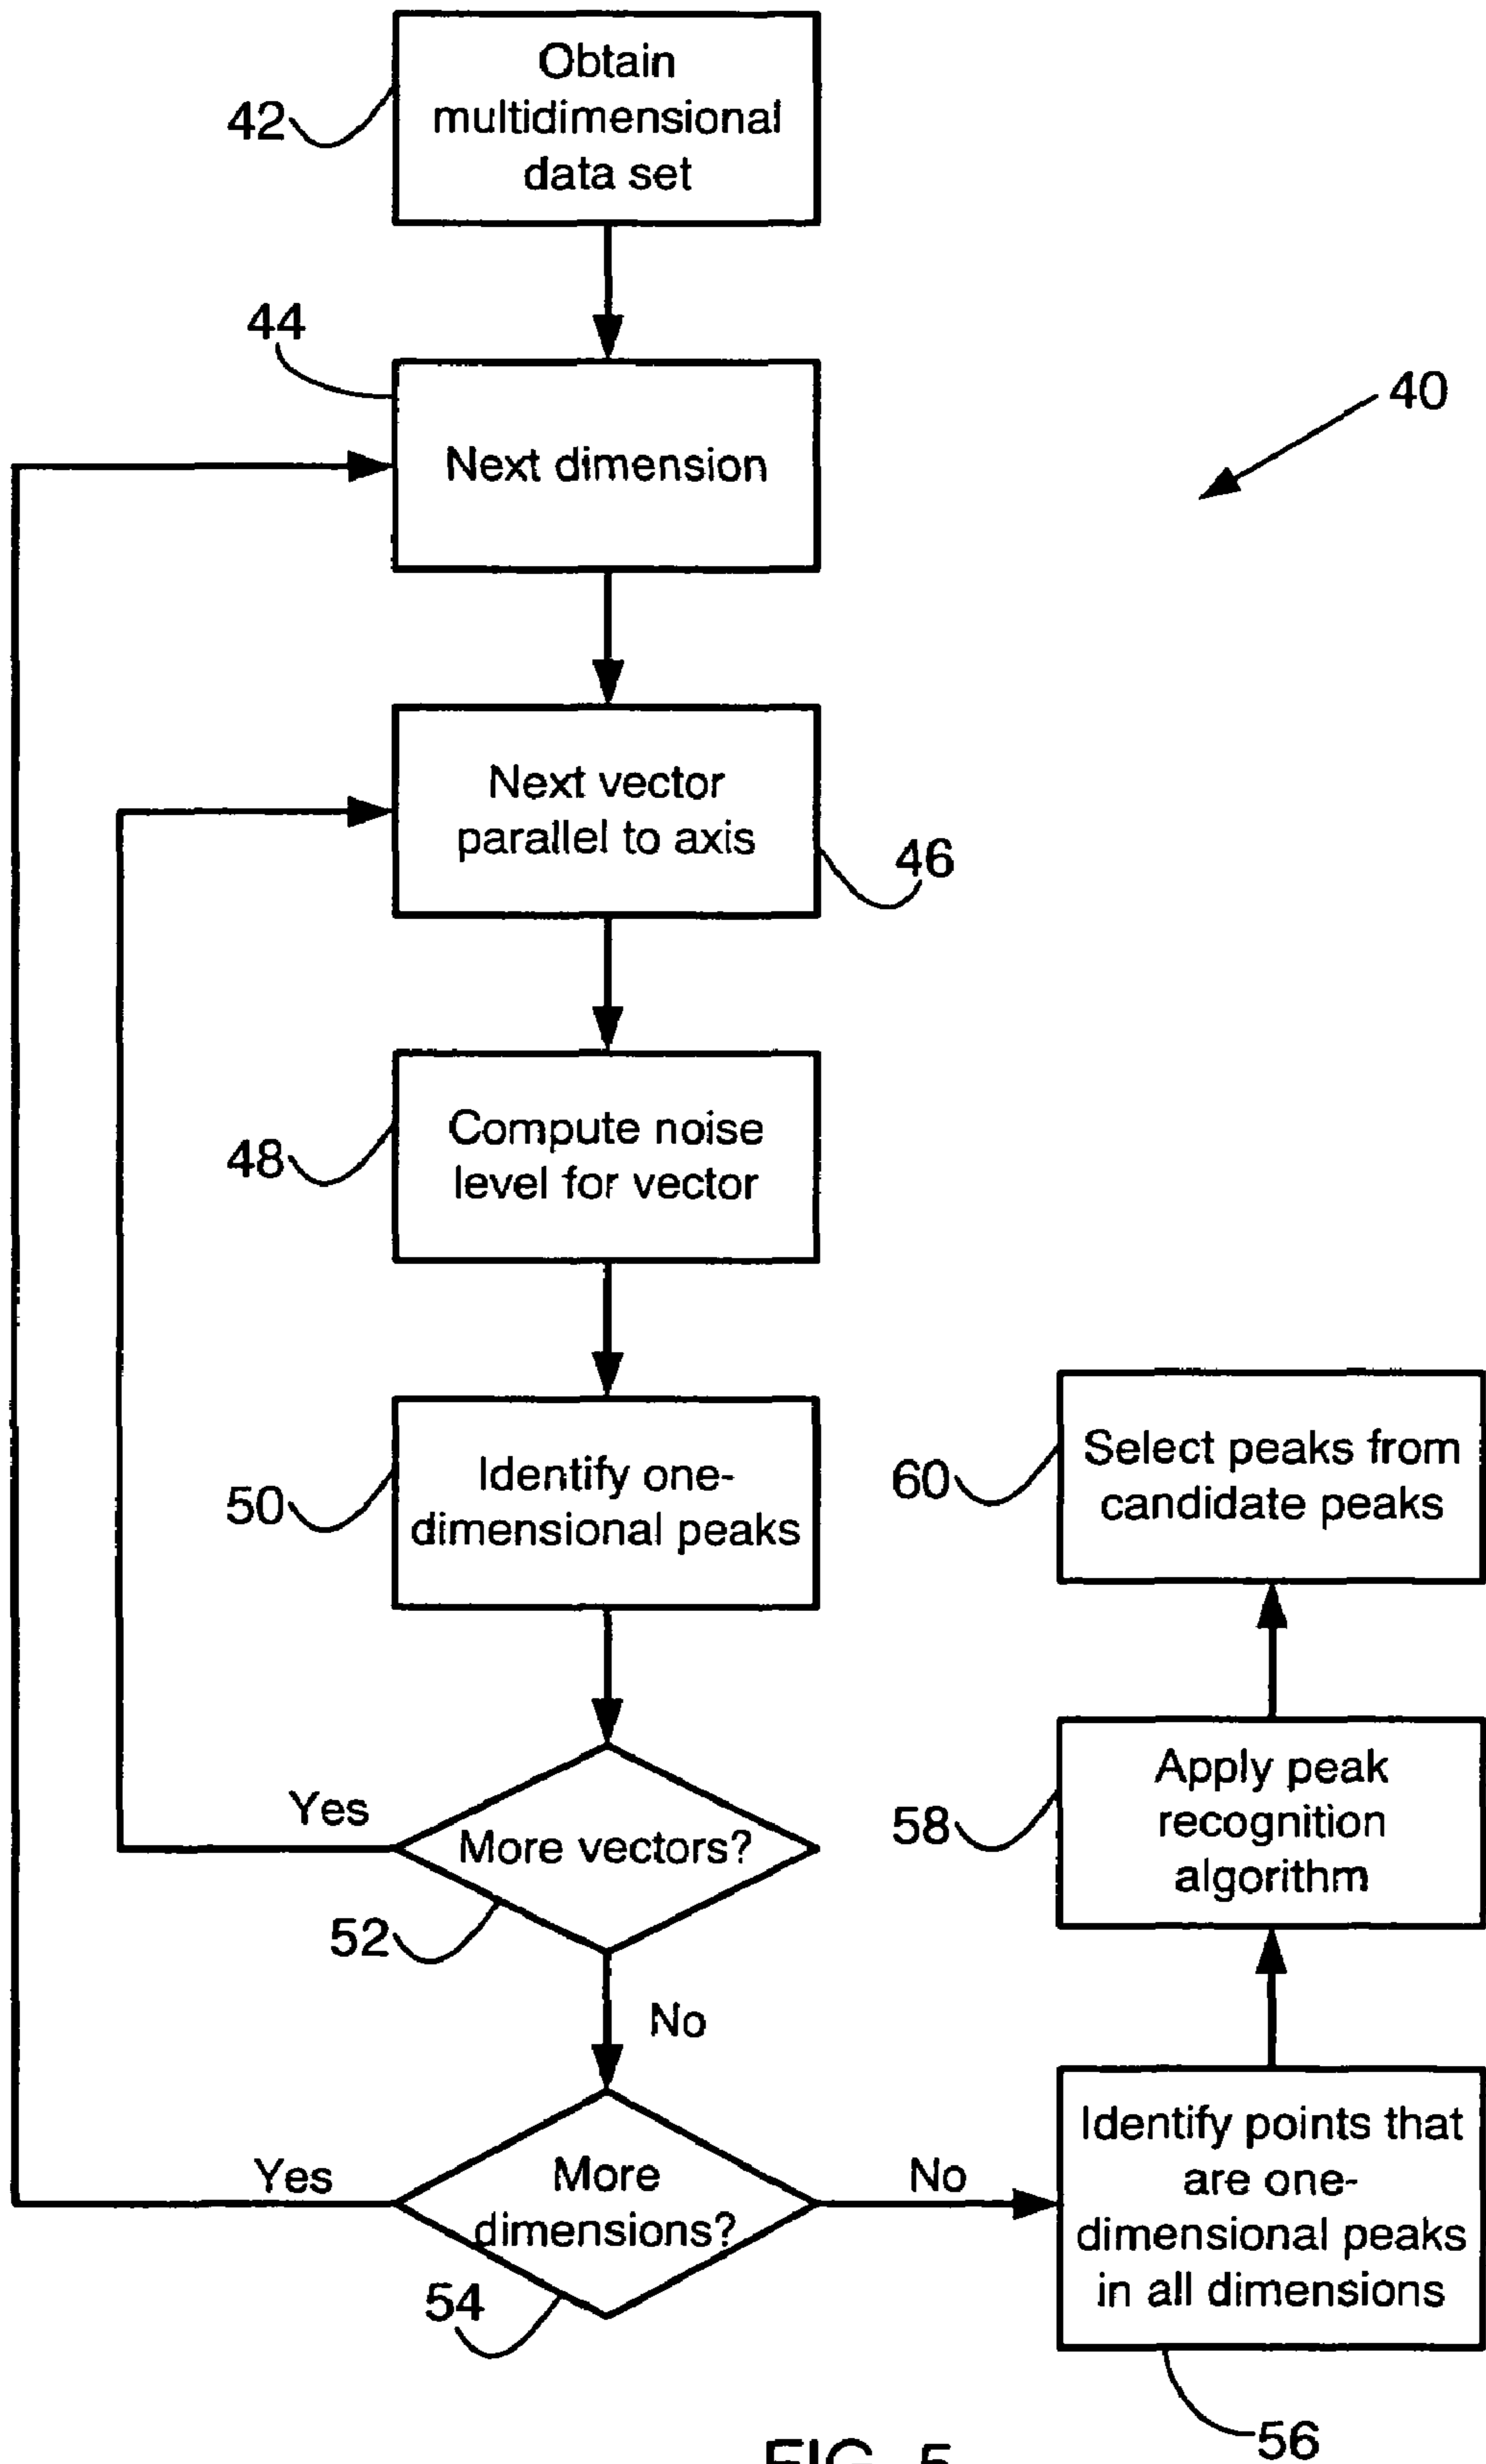 Obtain
multidimensional
data set
42
44
Next dimension
40
Next vector
parallel to axis
46
Compute noise
level for vector
48
Identify one-
dimensional peaks
50
More vectors?
Yes
52
No
More
dimensions?
Yes
No
54
Identify points that
are one-
dimensional peaks
in all dimensions
56
Apply peak
recognition
algorithm
58
Select peaks from
candidate peaks
60
FIG. 5